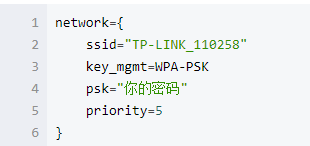 1 network={
2     ssid="TP-LINK_110258"
3     key_mgmt=WPA-PSK
4     psk="你的密码"
5     priority=5
6 }